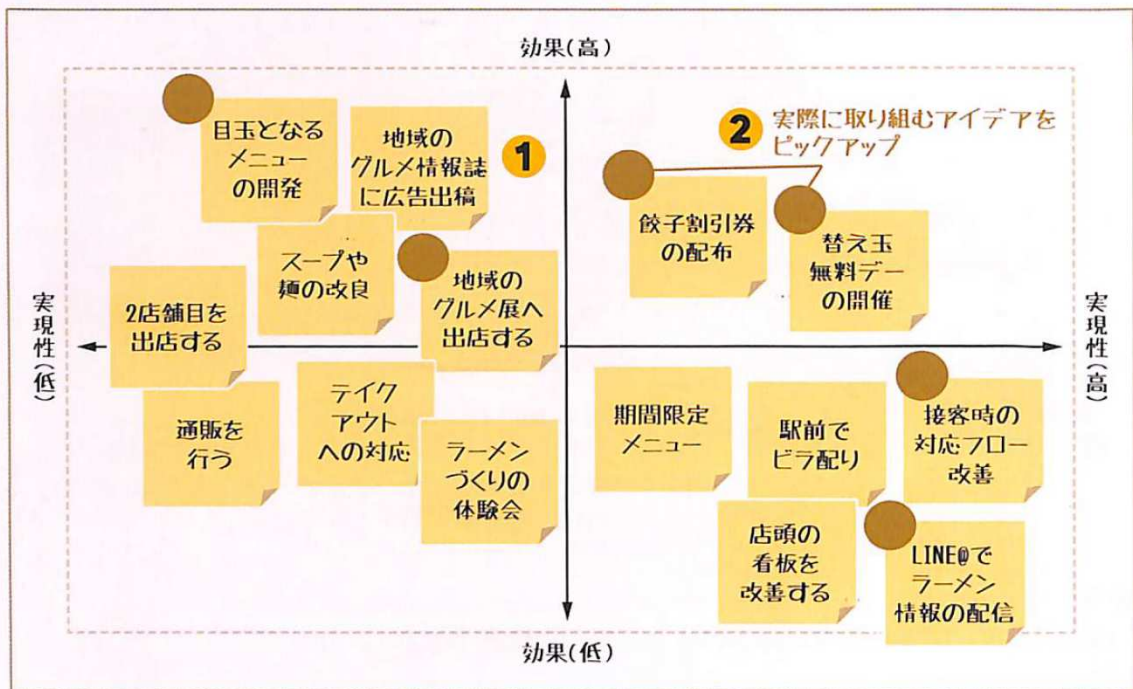 効果(高)
目玉となる
メニュー
の開発
地域の
グルメ情報誌
に広告出稿
1
2
実際に取り組むアイデアを
ピックアップ
餃子割引券
の配布
替え玉
無料デー
の開催
スープや
麺の改良
地域の
グルメ展へ
出店する
2店舗目を
出店する
実現性(低)
実現性(高)
通販を
行う
テイク
アウト
への対応
ラーメン
づくりの
体験会
期間限定
メニュー
駅前で
ビラ配り
接客時の
対応フロー
改善
店頭の
看板を
改善する
LINE@で
ラーメン
情報の配信
効果(低)